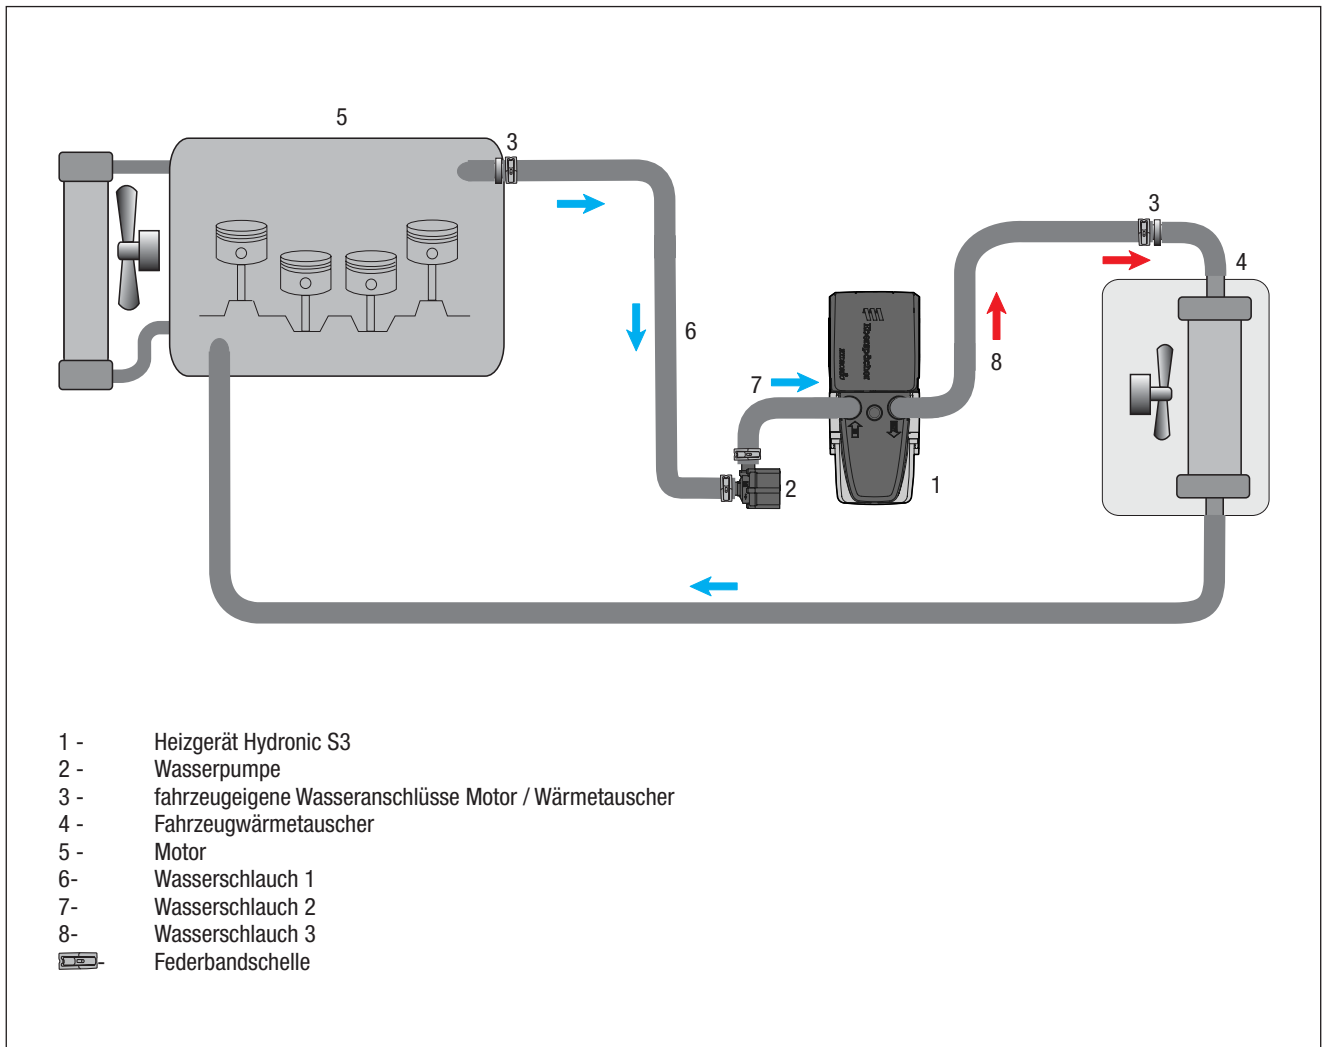 5
3
3
4
6
8
7
Eberspächer
2
1
1 - Heizgerät Hydronic S3
2 - Wasserpumpe
3 - fahrzeugeigene Wasseranschlüsse Motor / Wärmetauscher
4 - Fahrzeugwärmetauscher
5 - Motor
6- Wasserschlauch 1
7- Wasserschlauch 2
8- Wasserschlauch 3
- Federbandschelle